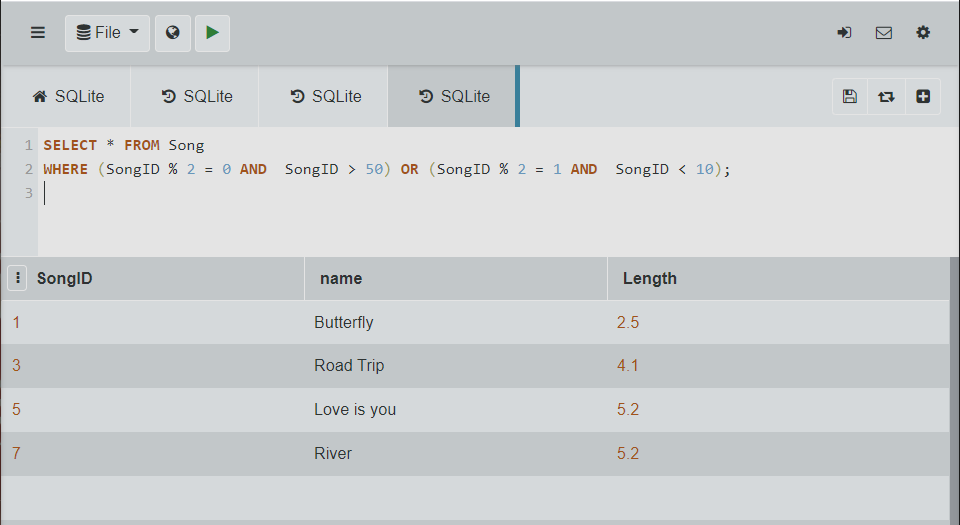 File
SQLite SQLite SQLite SQLite
1 SELECT * FROM Song
2 WHERE (SongID % 2 = 0 AND  SongID > 50) OR (SongID % 2 = 1 AND  SongID < 10);
3
SongID name Length
1 Butterfly 2.5
3 Road Trip 4.1
5 Love is you 5.2
7 River 5.2